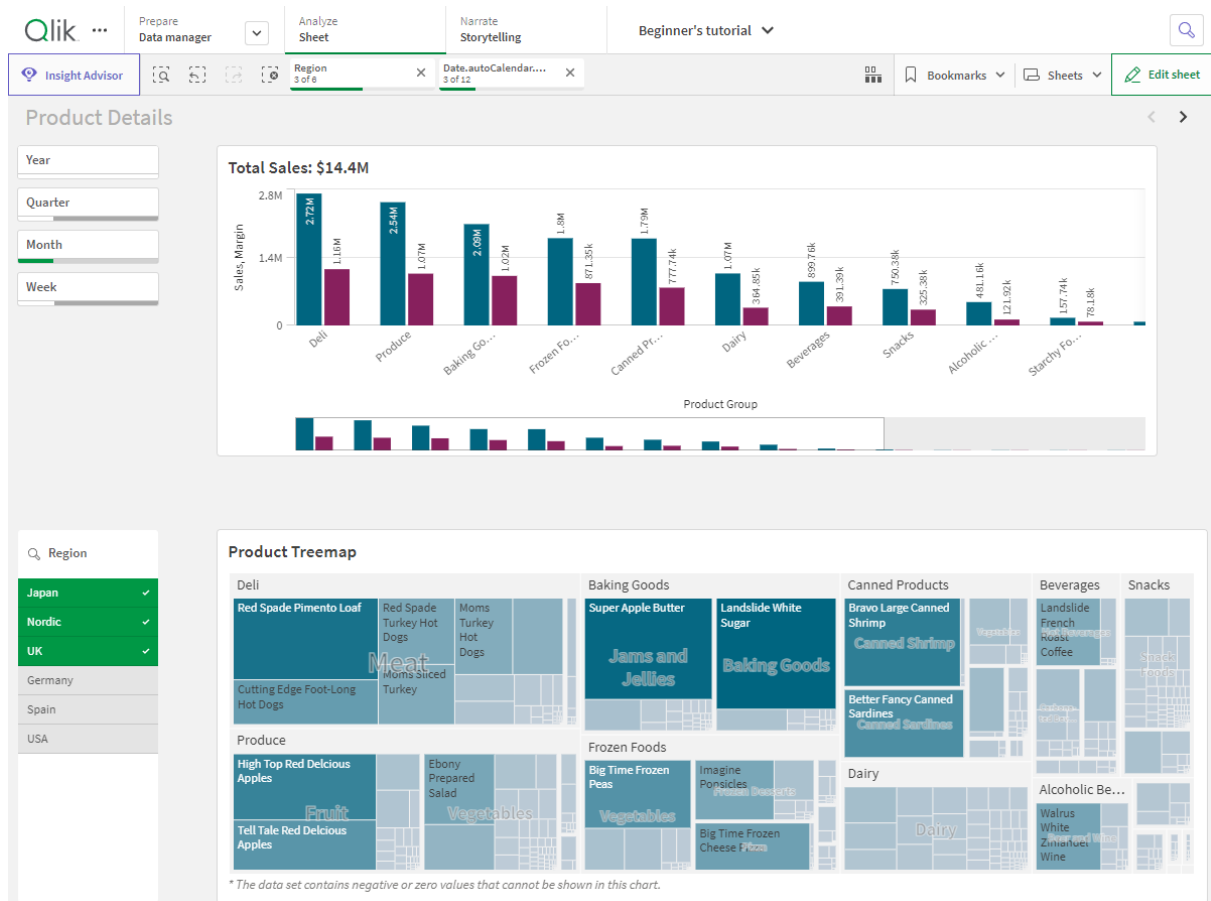 Qlik
Prepare
Data manager
Analyze
Sheet
Narrate
Storytelling
Beginner's tutorial
Insight Advisor
Region
3 of 6
Date.autoCalendar....
3 of 12
Bookmarks
Sheets
Edit sheet
Product Details
Year
Quarter
Month
Week
Total Sales: $14.4M
Sales, Margin
2.8M
1.4M
0
2.72M
1.16M
2.54M
1.07M
2.09M
1.02M
1.8M
871.35k
1.79M
777.74k
1.07M
364.85k
899.76k
391.39k
750.38k
325.38k
481.16k
121.92k
157.74k
78.18k
Deli
Produce
Baking Go...
Frozen Fo...
Canned Pr...
Dairy
Beverages
Snacks
Alcoholic ...
Starchy Fo...
Product Group
Region
Japan
Nordic
UK
Germany
Spain
USA
Product Treemap
Deli
Red Spade Pimento Loaf
Red Spade
Turkey Hot
Dogs
Moms
Turkey
Hot
Dogs
Meat
Moms Sliced
Turkey
Cutting Edge Foot-Long
Hot Dogs
Produce
High Top Red Delcious
Apples
Fruit
Tell Tale Red Delcious
Apples
Ebony
Prepared
Salad
Vegetables
Baking Goods
Super Apple Butter
Jams and
Jellies
Landslide White
Sugar
Baking Goods
Frozen Foods
Big Time Frozen
Peas
Vegetables
Imagine
Popsicles
Frozen Desserts
Big Time Frozen
Cheese
Pizza
Canned Products
Bravo Large Canned
Shrimp
Canned Shrimp
Vegetables
Better Fancy Canned
Sardines
Canned Sardines
Dairy
Dairy
Beverages
Landslide
French
Roast
Coffee
Hot Beverages
Alcoholic Be...
Walrus
White
Zinfandel
Wine
Beer and Wine
Snacks
Snack
Foods
* The data set contains negative or zero values that cannot be shown in this chart.